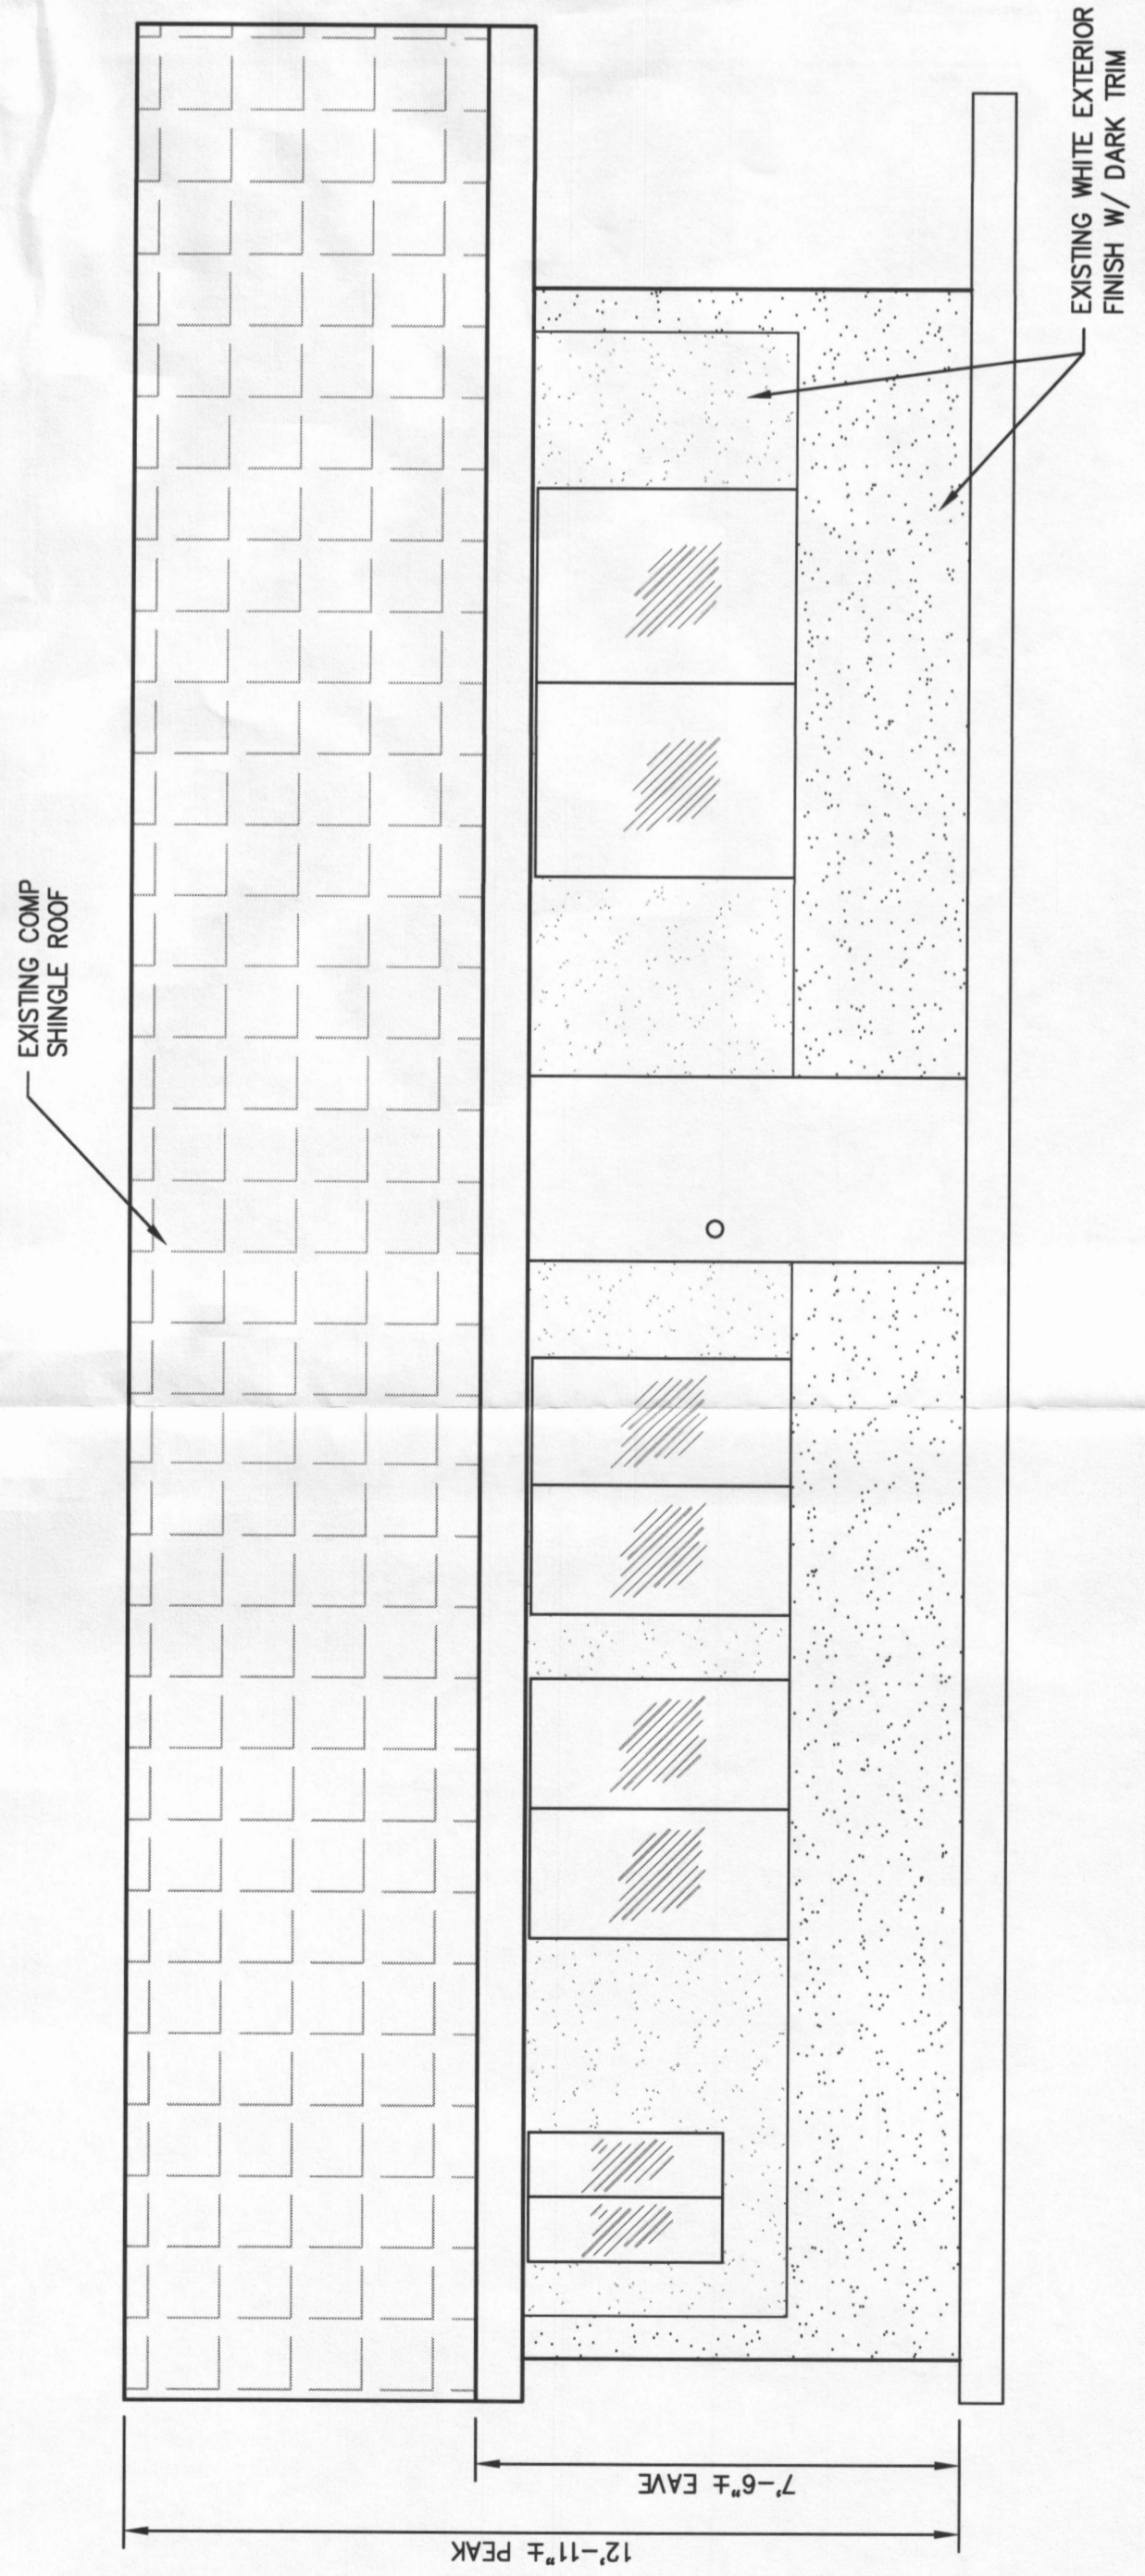 EXISTING COMP
SHINGLE ROOF
EXISTING WHITE EXTERIOR
FINISH W/ DARK TRIM
7'-6"± EAVE
12'-11"± PEAK